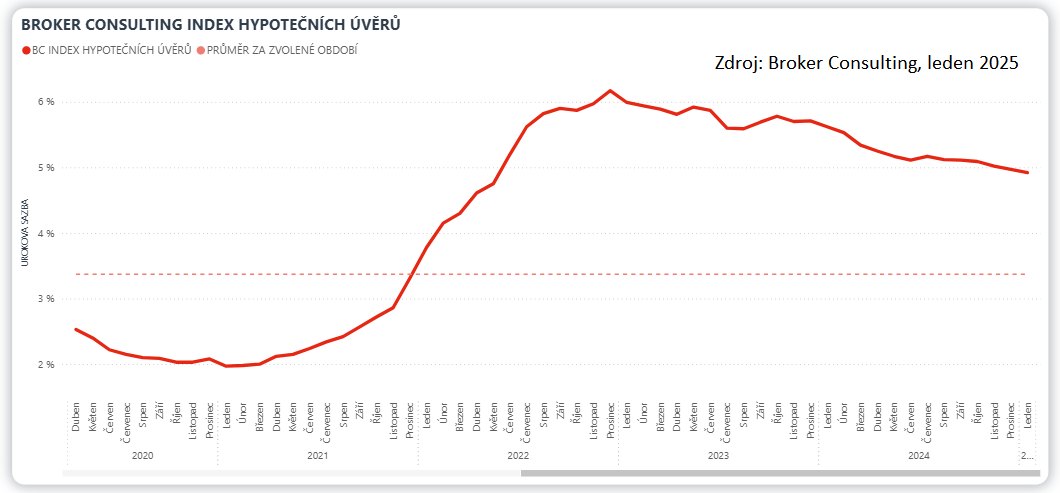 BROKER CONSULTING INDEX HYPOTEČNÍCH ÚVĚRŮ
BC INDEX HYPOTEČNÍCH ÚVĚRŮ PRŮMĚR ZA ZVOLENÉ OBDOBÍ
Zdroj: Broker Consulting, leden 2025
6 %
5 %
4 %
3 %
2 %
ÚROKOVÁ SAZBA
Duben Květen Červen Červenec Srpen Září Říjen Listopad Prosinec Leden Únor Březen Duben Květen Červen Červenec Srpen Září Říjen Listopad Prosinec Leden Únor Březen Duben Květen Červen Červenec Srpen Září Říjen Listopad Prosinec Leden Únor Březen Duben Květen Červen Červenec Srpen Září Říjen Listopad Prosinec Leden Únor Březen Duben Květen Červen Červenec Srpen Září Říjen Listopad Prosinec Leden
2020 2021 2022 2023 2024 2...